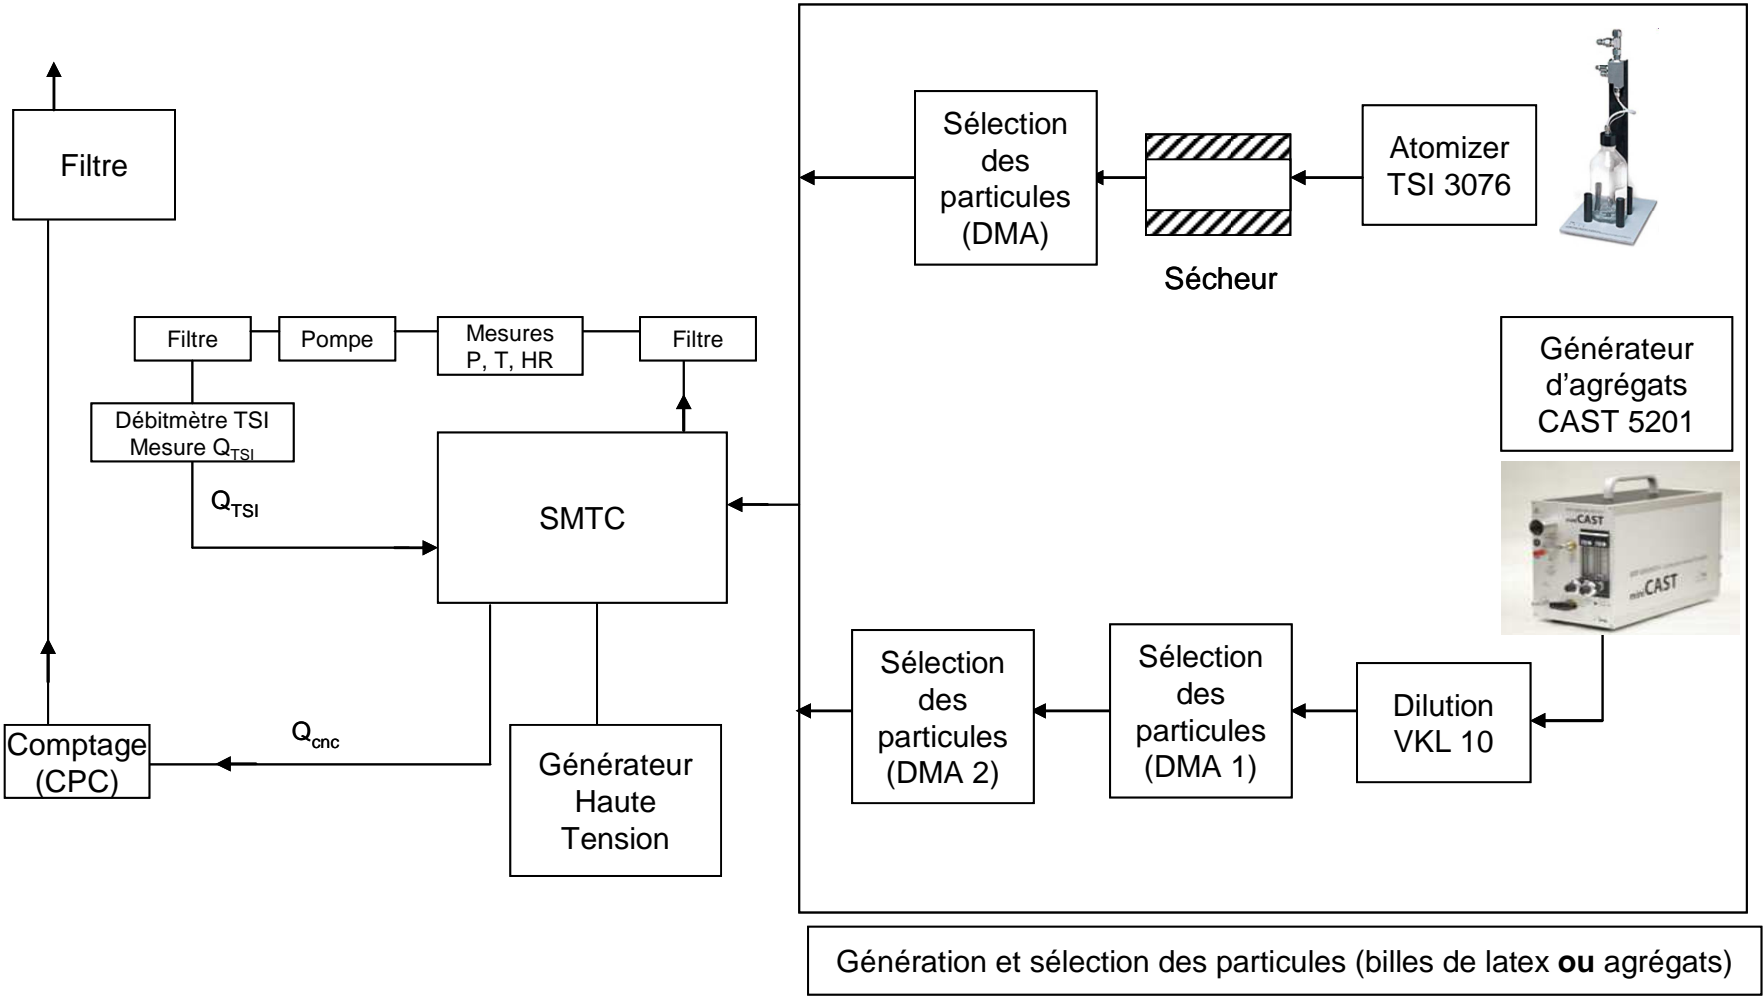 Filtre
Sélection
des
particules
(DMA)
Sécheur
Atomizer
TSI 3076
Filtre
Pompe
Mesures
P, T, HR
Filtre
Débitmètre TSI
Mesure QTSI
QTSI
SMTC
Générateur
d'agrégats
CAST 5201
miniCAST
miniCAST
Comptage
(CPC)
Qcnc
Générateur
Haute
Tension
Sélection
des
particules
(DMA 2)
Sélection
des
particules
(DMA 1)
Dilution
VKL 10
Génération et sélection des particules (billes de latex ou agrégats)